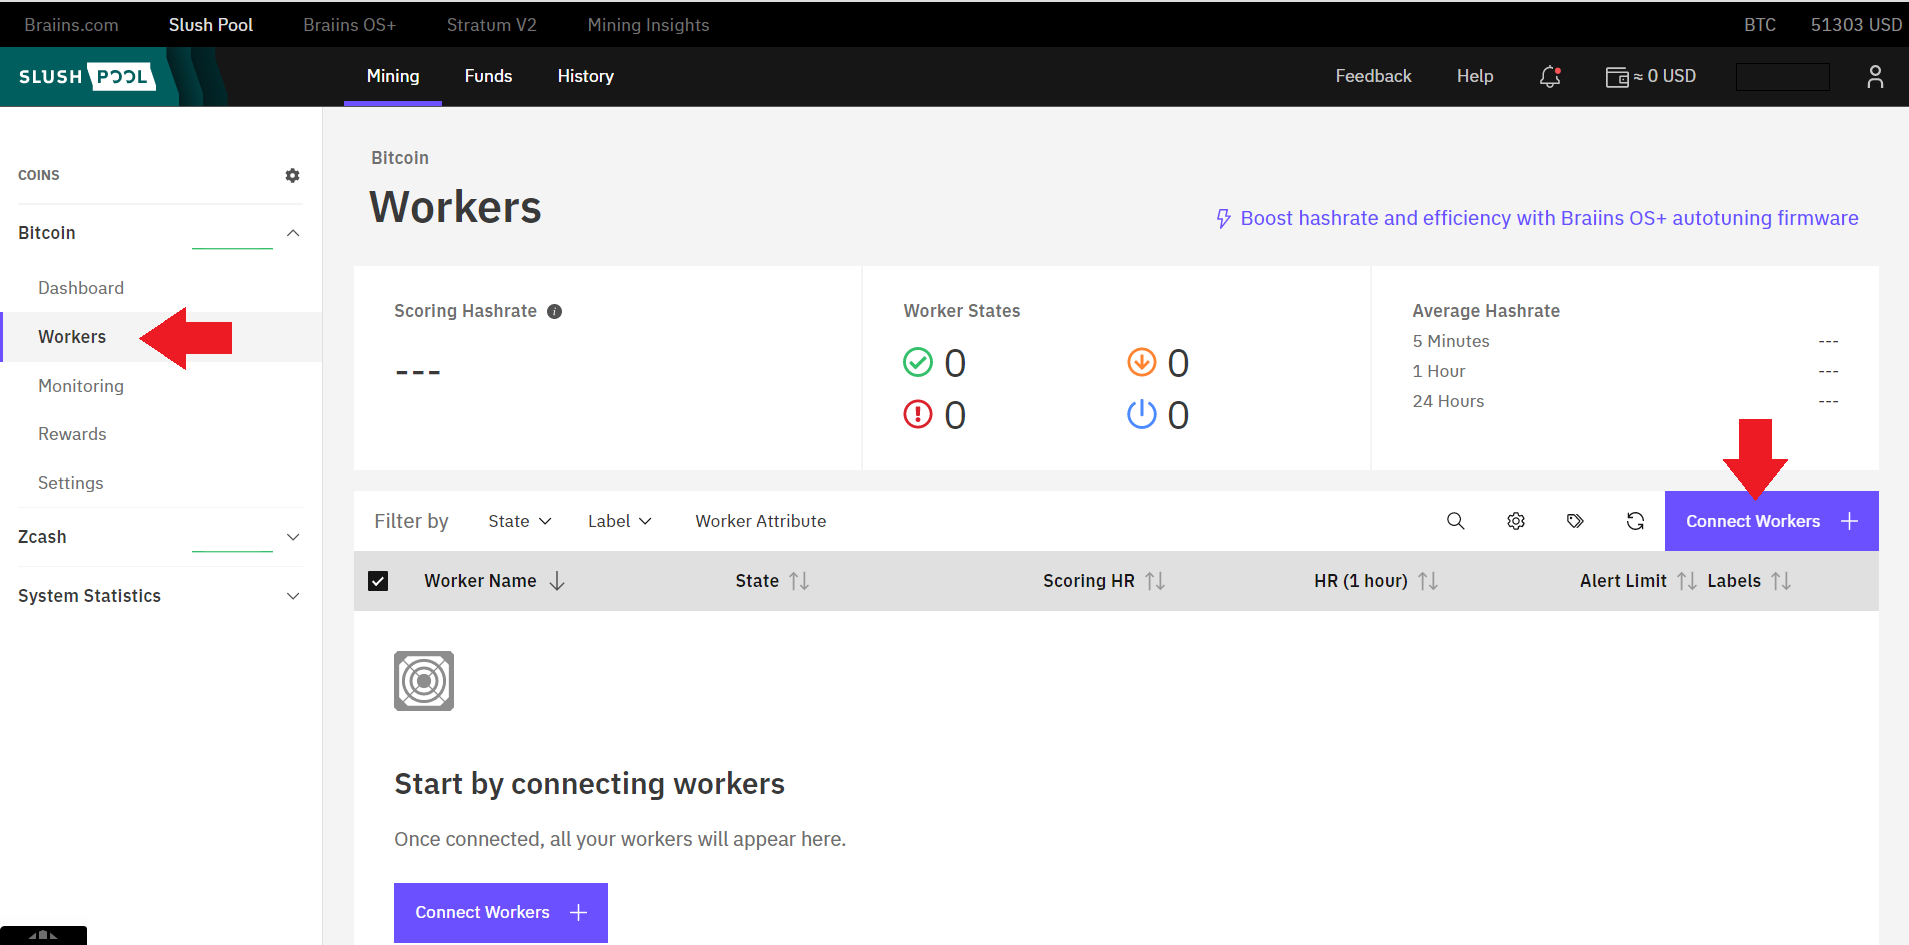 Braiins.com Slush Pool Braiins OS+ Stratum V2 Mining Insights BTC 51303 USD
SLUSH POOL Mining Funds History Feedback Help ≈ 0 USD
COINS
Bitcoin
Dashboard
Workers
Monitoring
Rewards
Settings
Zcash
System Statistics
Bitcoin
Workers
Boost hashrate and efficiency with Braiins OS+ autotuning firmware
Scoring Hashrate
---
Worker States
0 0
0 0
Average Hashrate
5 Minutes ---
1 Hour ---
24 Hours ---
Filter by State Label Worker Attribute Connect Workers
Worker Name State Scoring HR HR (1 hour) Alert Limit Labels
Start by connecting workers
Once connected, all your workers will appear here.
Connect Workers